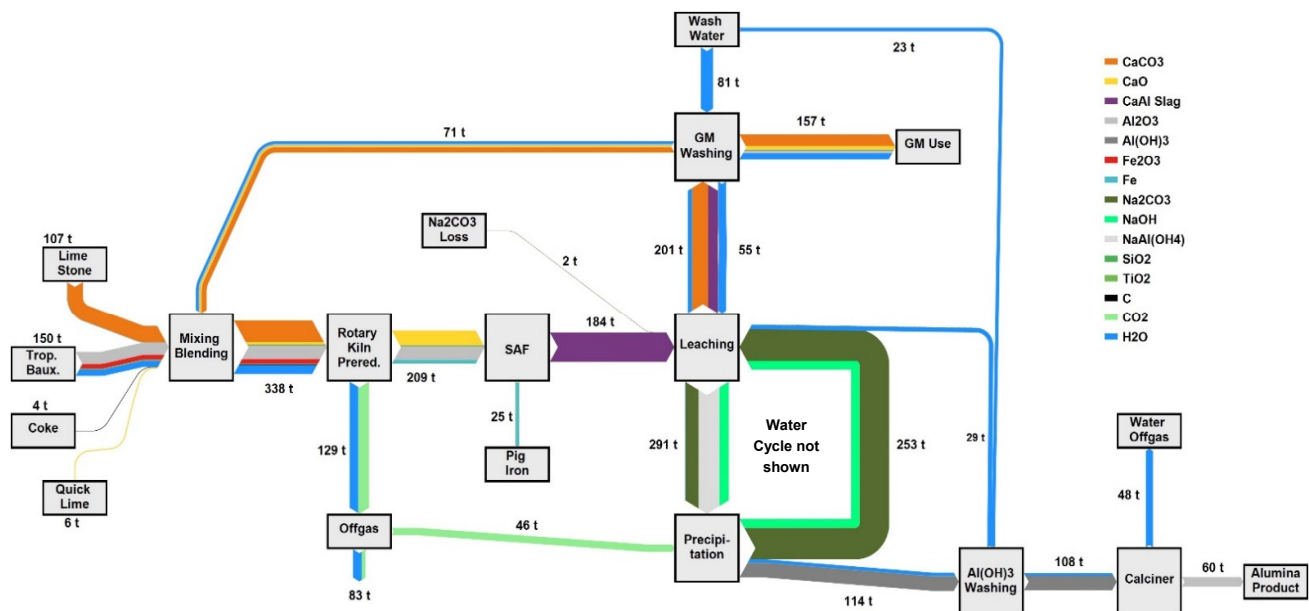 Wash
Water
23 t
81 t
CaCO3
CaO
CaAl Slag
Al2O3
Al(OH)3
Fe2O3
Fe
Na2CO3
NaOH
NaAl(OH4)
SiO2
TiO2
C
CO2
H2O
71 t
GM
Washing
157 t
GM Use
Na2CO3
Loss
2 t
201 t
55 t
107 t
Lime
Stone
150 t
Trop.
Baux.
4 t
Coke
Quick
Lime
6 t
Mixing
Blending
338 t
Rotary
Kiln
Prered.
209 t
SAF
184 t
Leaching
129 t
25 t
Pig
Iron
291 t
Water
Cycle not
shown
253 t
29 t
Water
Offgas
48 t
Offgas
46 t
83 t
Precipi-
tation
114 t
Al(OH)3
Washing
108 t
Calciner
60 t
Alumina
Product